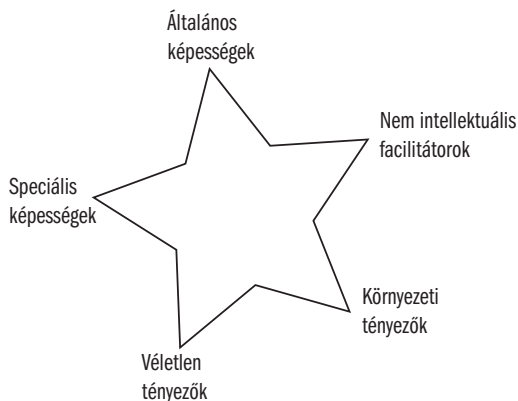 Általános
képességek
Nem intellektuális
facilitátorok
Speciális
képességek
Környezeti
tényezők
Véletlen
tényezők